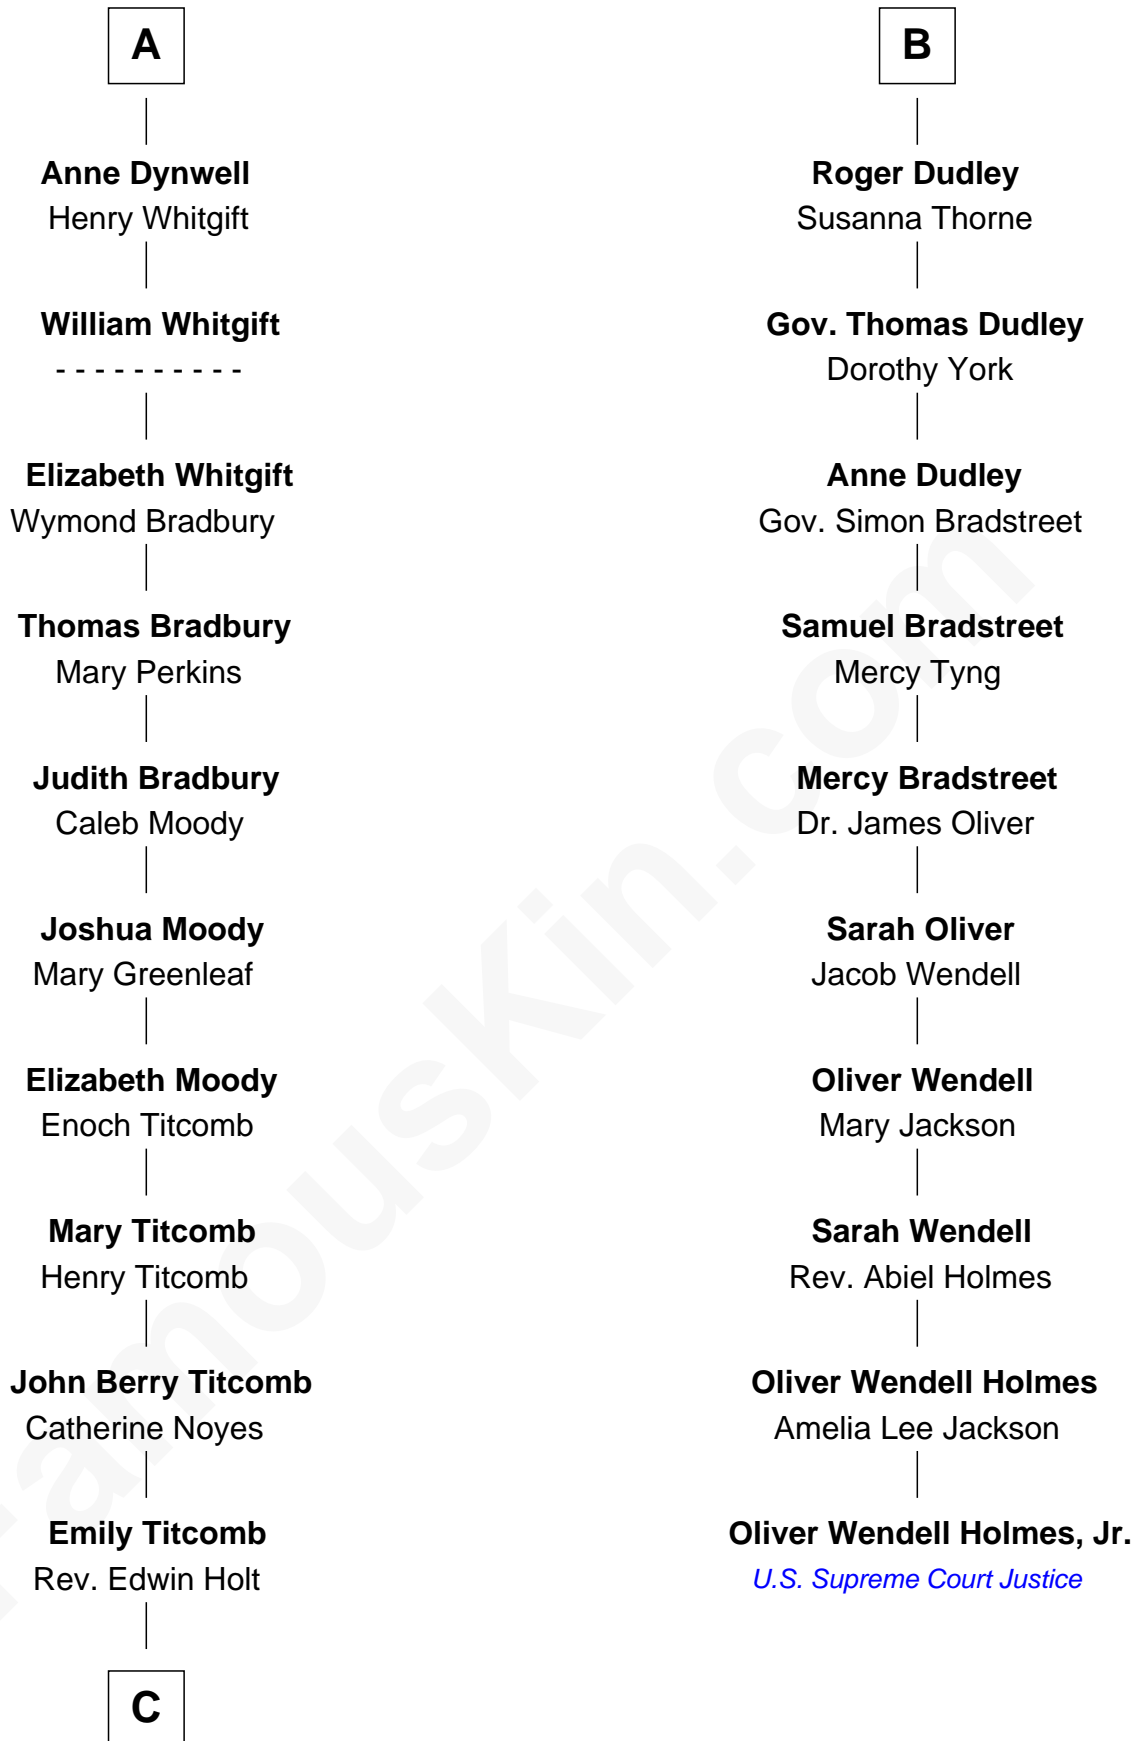 A
Anne Dynwell
Henry Whitgift
William Whitgift
- - - - - - - - - -
Elizabeth Whitgift
Wymond Bradbury
Thomas Bradbury
Mary Perkins
Judith Bradbury
Caleb Moody
Joshua Moody
Mary Greenleaf
Elizabeth Moody
Enoch Titcomb
Mary Titcomb
Henry Titcomb
John Berry Titcomb
Catherine Noyes
Emily Titcomb
Rev. Edwin Holt
C
B
Roger Dudley
Susanna Thorne
Gov. Thomas Dudley
Dorothy York
Anne Dudley
Gov. Simon Bradstreet
Samuel Bradstreet
Mercy Tyng
Mercy Bradstreet
Dr. James Oliver
Sarah Oliver
Jacob Wendell
Oliver Wendell
Mary Jackson
Sarah Wendell
Rev. Abiel Holmes
Oliver Wendell Holmes
Amelia Lee Jackson
Oliver Wendell Holmes, Jr.
U.S. Supreme Court Justice
FamousKin.com